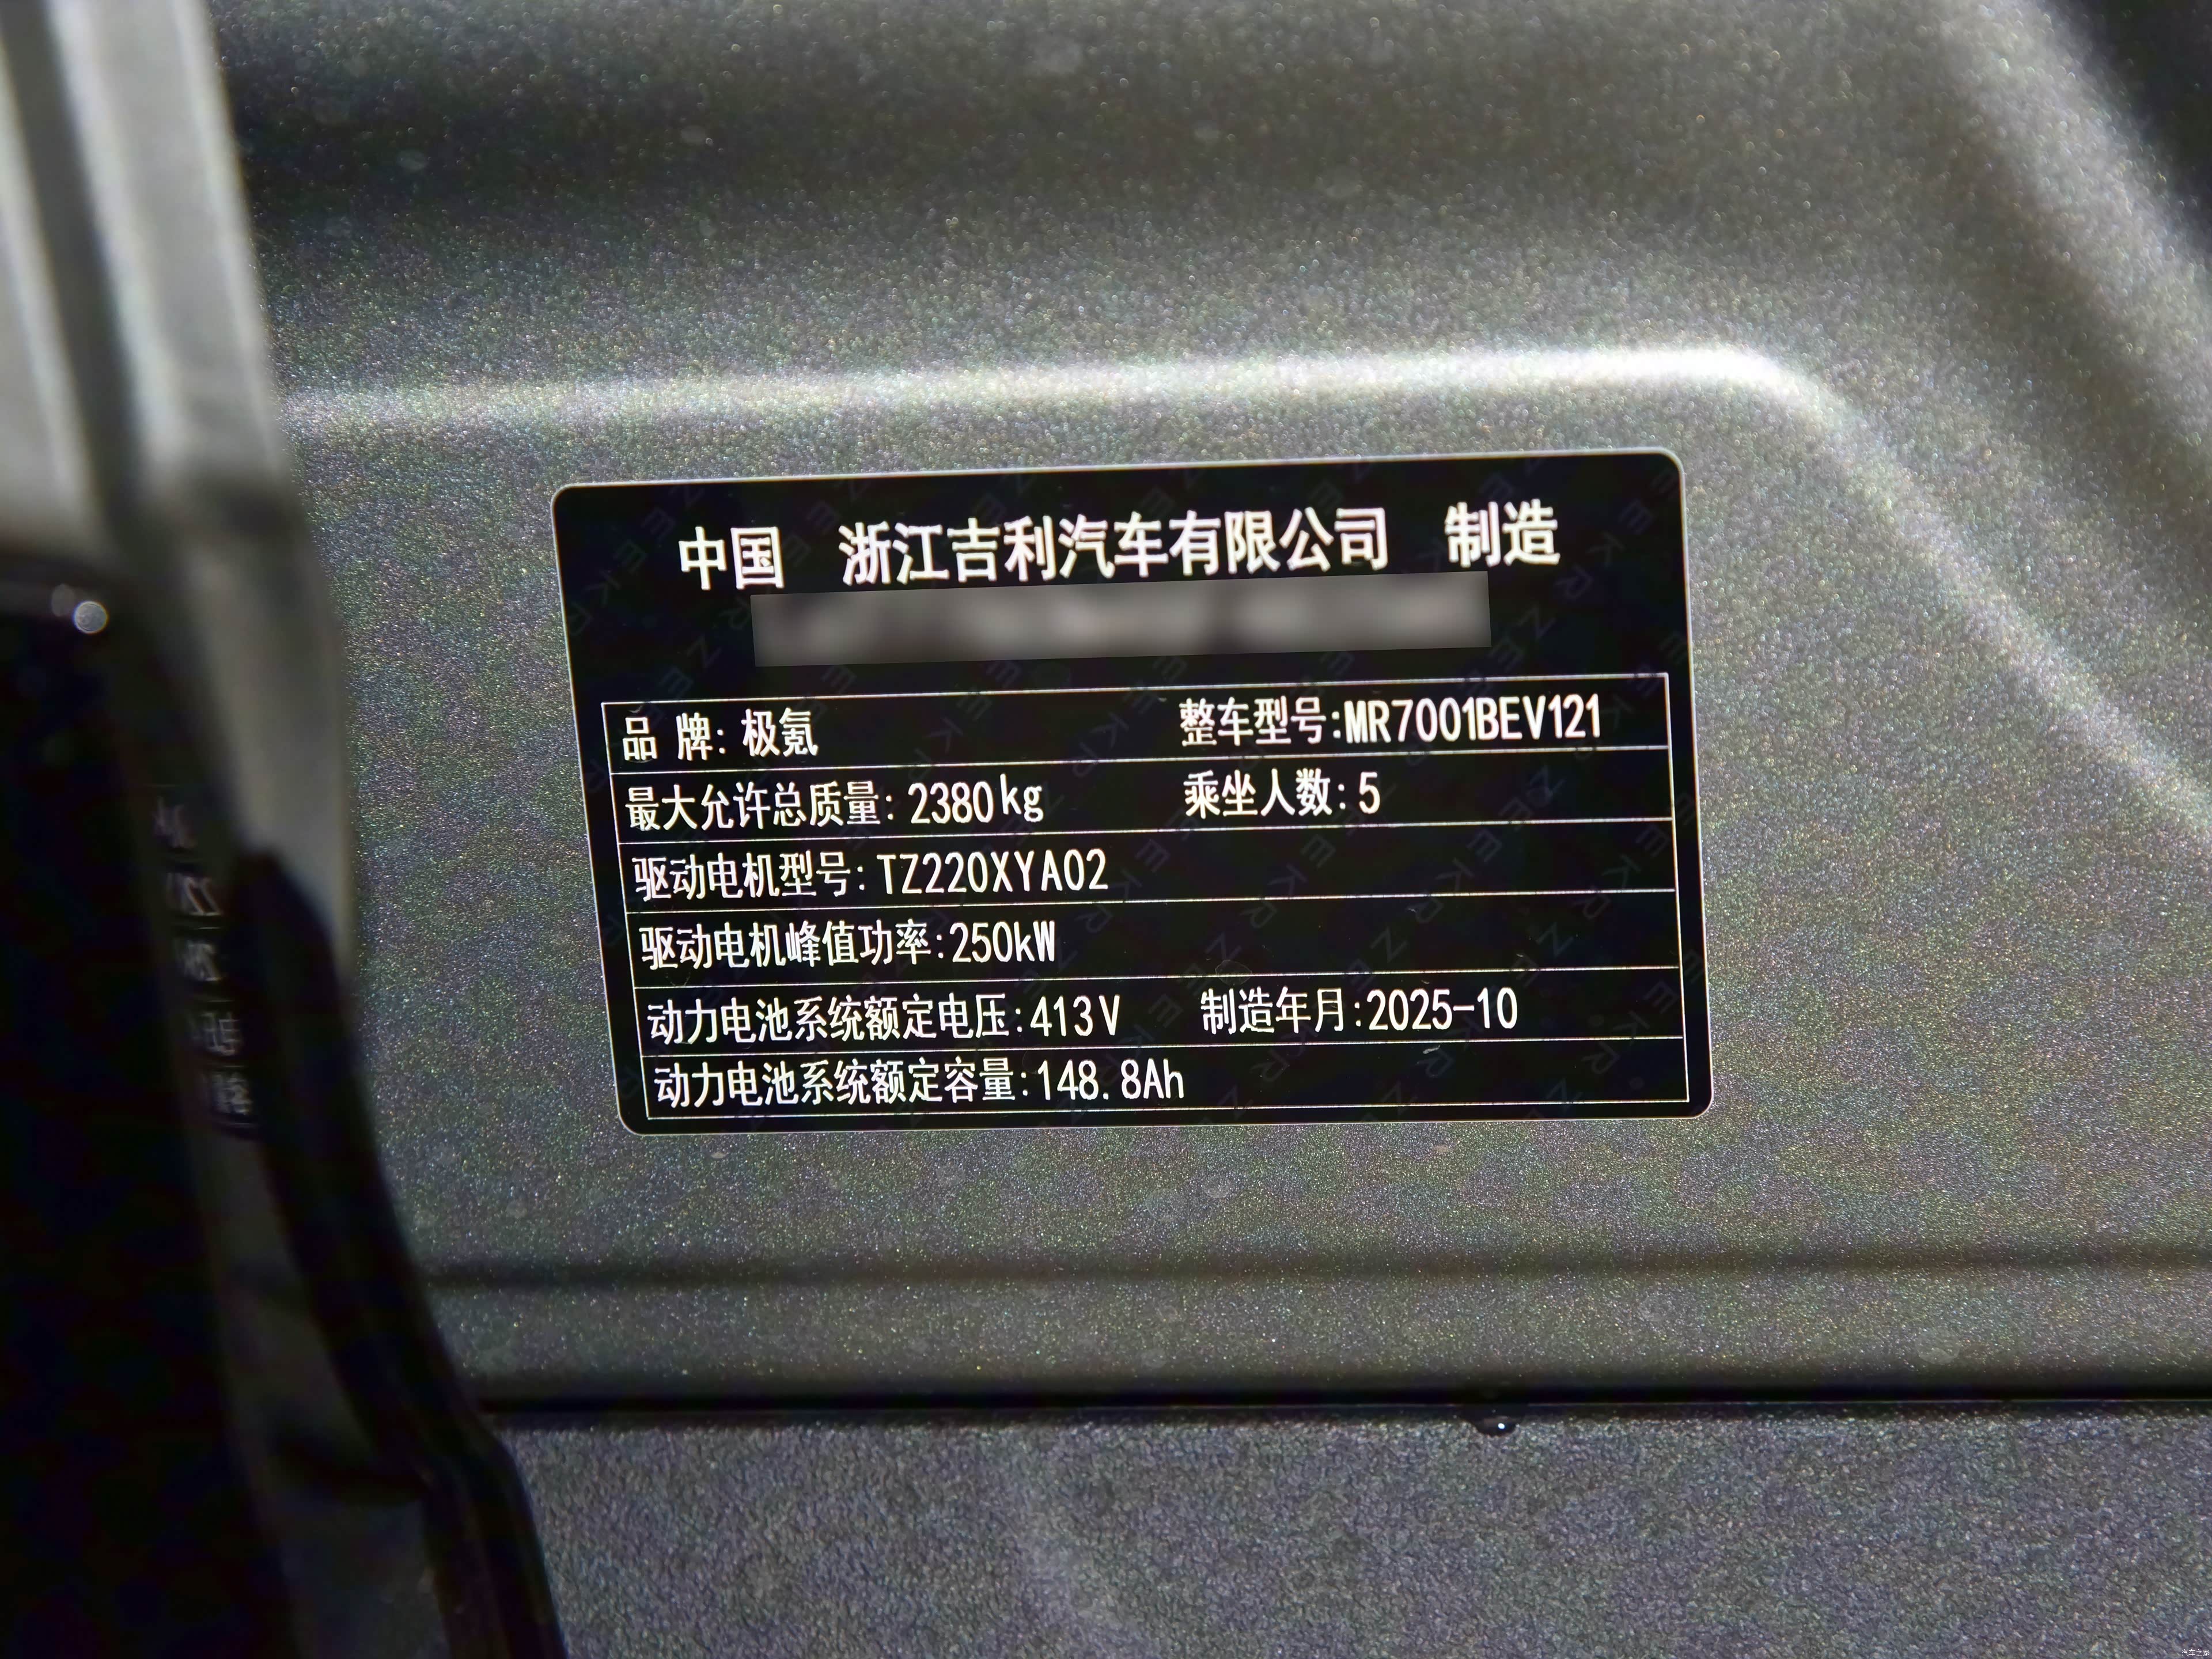 中国 浙江吉利汽车有限公司 制造
品 牌: 极氪 整车型号:MR7001BEV121
最大允许总质量: 2380kg 乘坐人数: 5
驱动电机型号: TZ220XYA02
驱动电机峰值功率:250kW
动力电池系统额定电压:413V 制造年月:2025-10
动力电池系统额定容量:148.8Ah
汽车之家